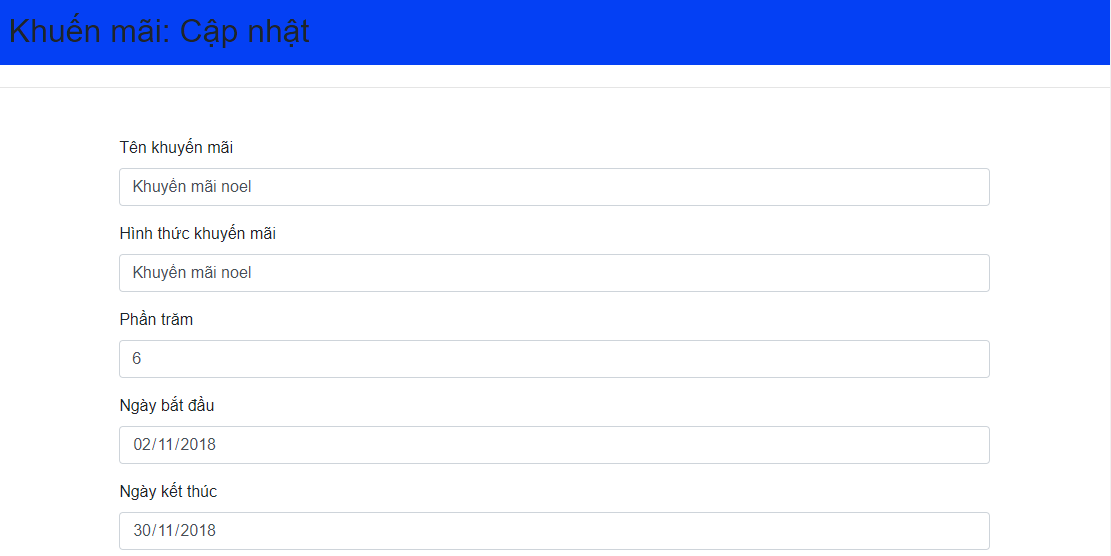 Khuến mãi: Cập nhật
Tên khuyến mãi
Khuyến mãi noel
Hình thức khuyến mãi
Khuyến mãi noel
Phần trăm
6
Ngày bắt đầu
02/11/2018
Ngày kết thúc
30/11/2018